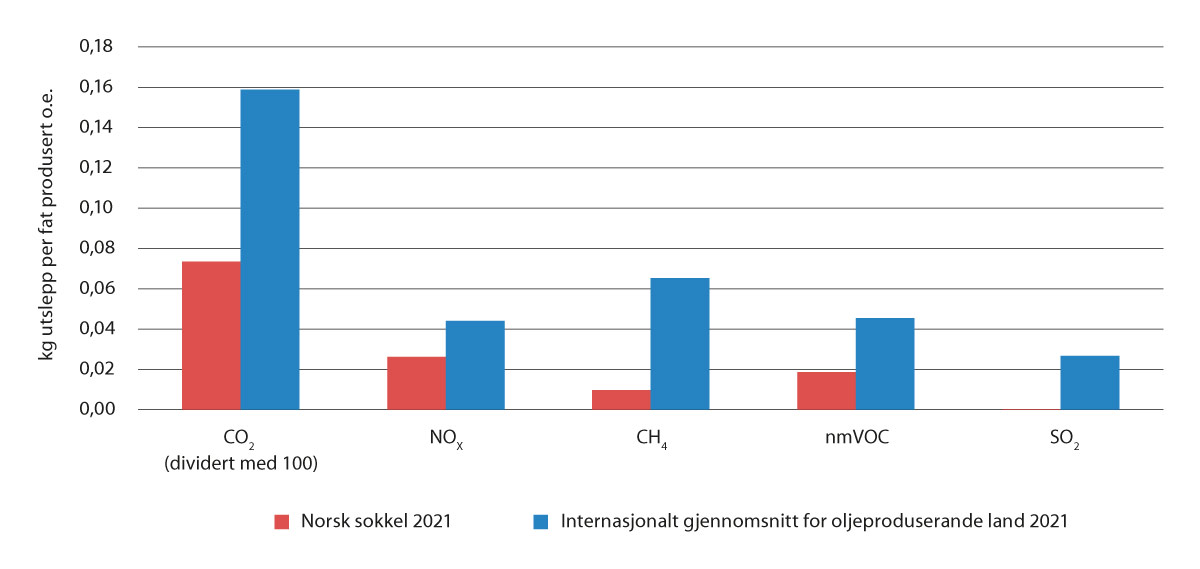 kg utslepp per fat produsert o.e.
0,18
0,16
0,14
0,12
0,10
0,08
0,06
0,04
0,02
0,00
CO₂
(dividert med 100)
NOX
CH₄
nmVOC
SO₂
Norsk sokkel 2021
Internasjonalt gjennomsnitt for oljeproduserande land 2021